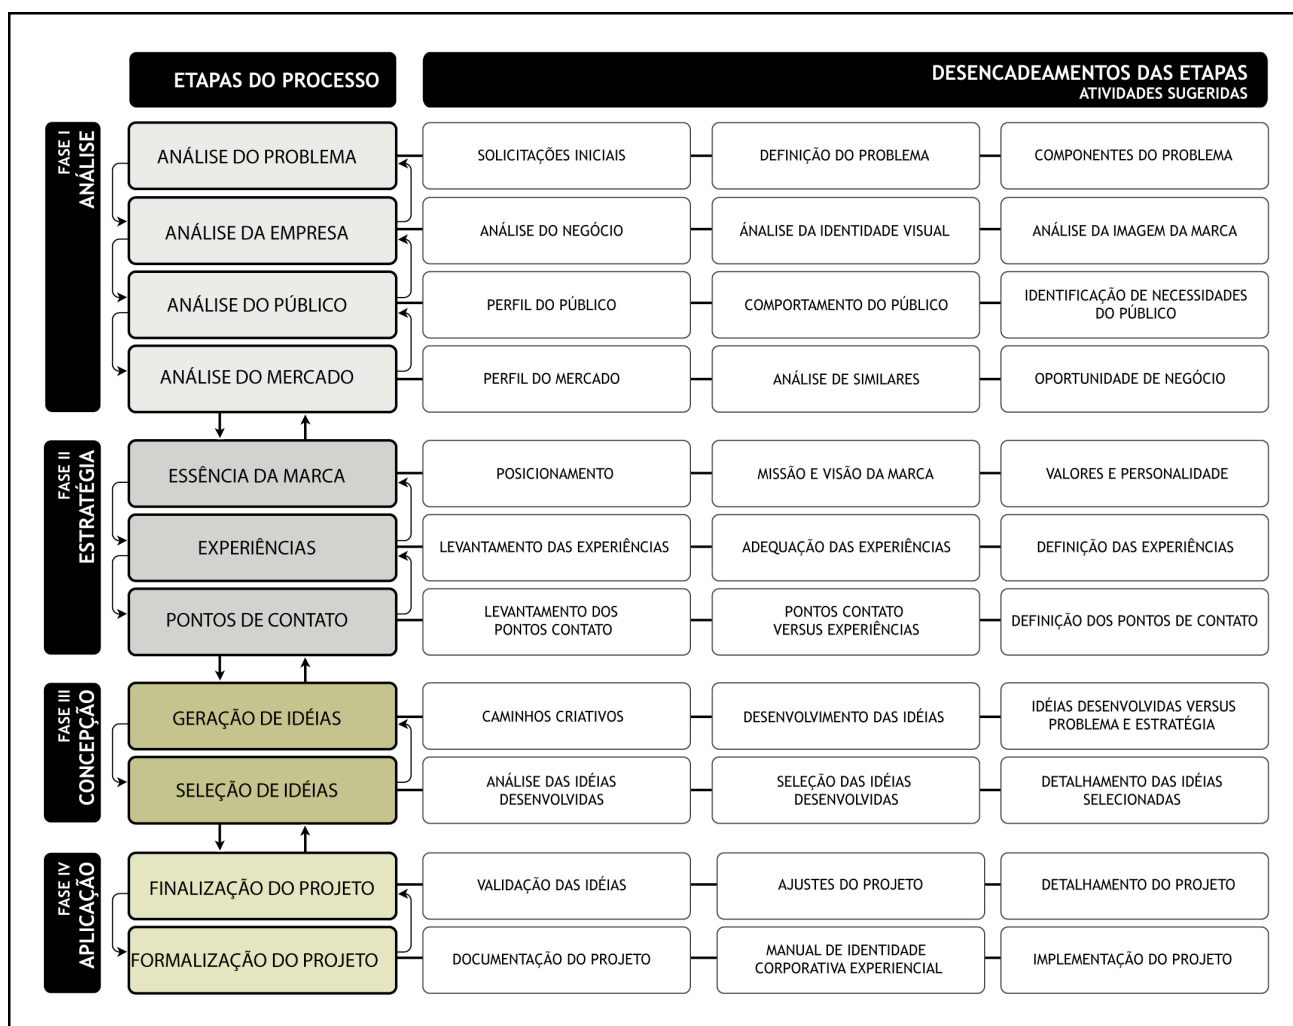 ETAPAS DO PROCESSO
DESENCADEAMENTOS DAS ETAPAS
ATIVIDADES SUGERIDAS
FASE I
ANÁLISE
ANÁLISE DO PROBLEMA
SOLICITAÇÕES INICIAIS
DEFINIÇÃO DO PROBLEMA
COMPONENTES DO PROBLEMA
ANÁLISE DA EMPRESA
ANÁLISE DO NEGÓCIO
ÁNALISE DA IDENTIDADE VISUAL
ANÁLISE DA IMAGEM DA MARCA
ANÁLISE DO PÚBLICO
PERFIL DO PÚBLICO
COMPORTAMENTO DO PÚBLICO
IDENTIFICAÇÃO DE NECESSIDADES
DO PÚBLICO
ANÁLISE DO MERCADO
PERFIL DO MERCADO
ANÁLISE DE SIMILARES
OPORTUNIDADE DE NEGÓCIO
FASE II
ESTRATÉGIA
ESSÊNCIA DA MARCA
POSICIONAMENTO
MISSÃO E VISÃO DA MARCA
VALORES E PERSONALIDADE
EXPERIÊNCIAS
LEVANTAMENTO DAS EXPERIÊNCIAS
ADEQUAÇÃO DAS EXPERIÊNCIAS
DEFINIÇÃO DAS EXPERIÊNCIAS
PONTOS DE CONTATO
LEVANTAMENTO DOS
PONTOS CONTATO
PONTOS CONTATO
VERSUS EXPERIÊNCIAS
DEFINIÇÃO DOS PONTOS DE CONTATO
FASE III
CONCEPÇÃO
GERAÇÃO DE IDÉIAS
CAMINHOS CRIATIVOS
DESENVOLVIMENTO DAS IDÉIAS
IDÉIAS DESENVOLVIDAS VERSUS
PROBLEMA E ESTRATÉGIA
SELEÇÃO DE IDÉIAS
ANÁLISE DAS IDÉIAS
DESENVOLVIDAS
SELEÇÃO DAS IDÉIAS
DESENVOLVIDAS
DETALHAMENTO DAS IDÉIAS
SELECIONADAS
FASE IV
APLICAÇÃO
FINALIZAÇÃO DO PROJETO
VALIDAÇÃO DAS IDÉIAS
AJUSTES DO PROJETO
DETALHAMENTO DO PROJETO
FORMALIZAÇÃO DO PROJETO
DOCUMENTAÇÃO DO PROJETO
MANUAL DE IDENTIDADE
CORPORATIVA EXPERIENCIAL
IMPLEMENTAÇÃO DO PROJETO